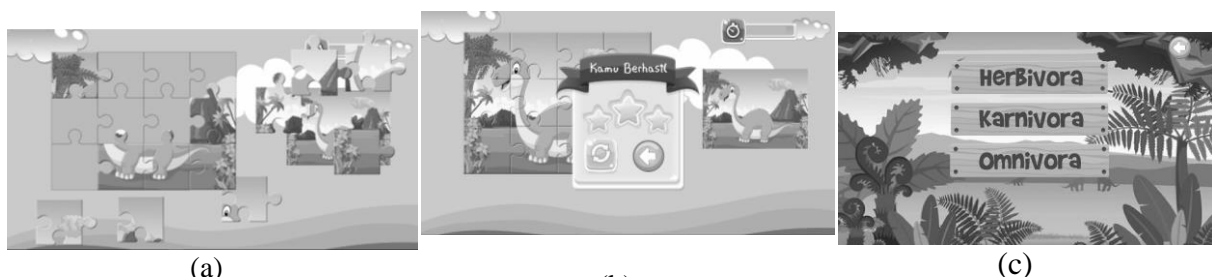 Kamu Berhasil
Herbivora
Karnivora
Omnivora
(a)
(b)
(c)